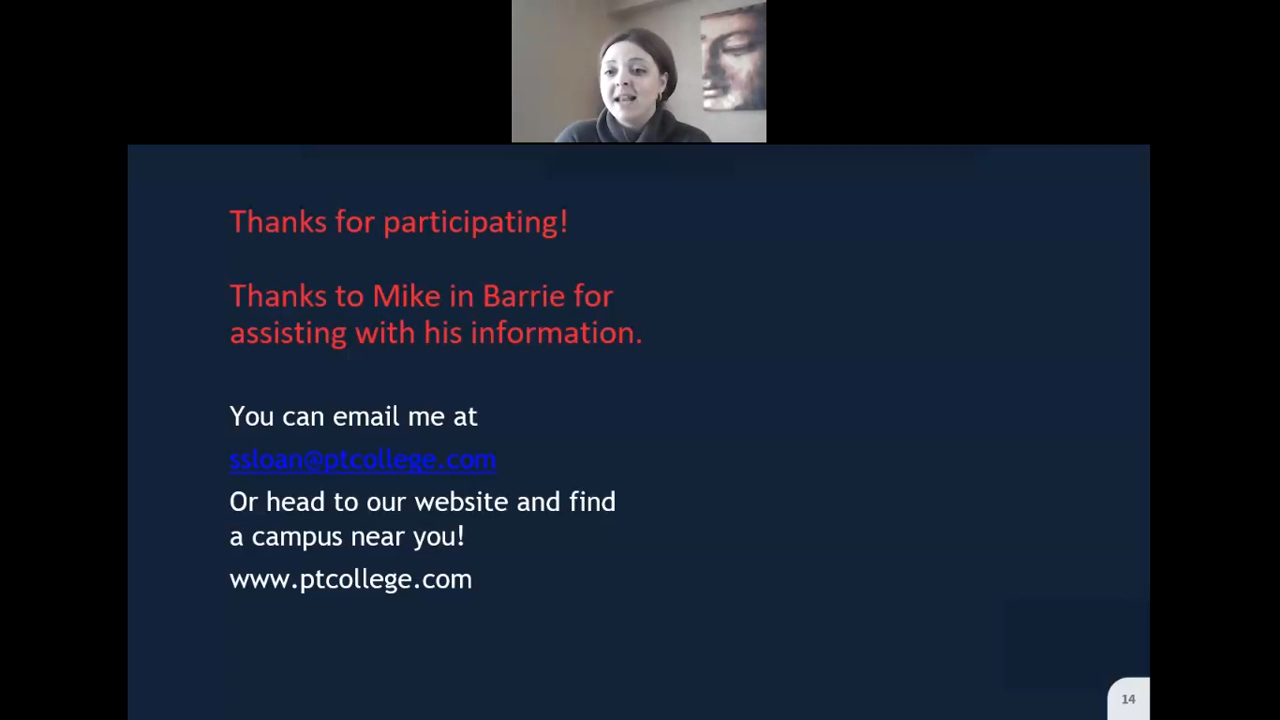 Thanks for participating!
Thanks to Mike in Barrie for
assisting with his information.
You can email me at
ssloan@ptcollege.com
Or head to our website and find
a campus near you!
www.ptcollege.com
14